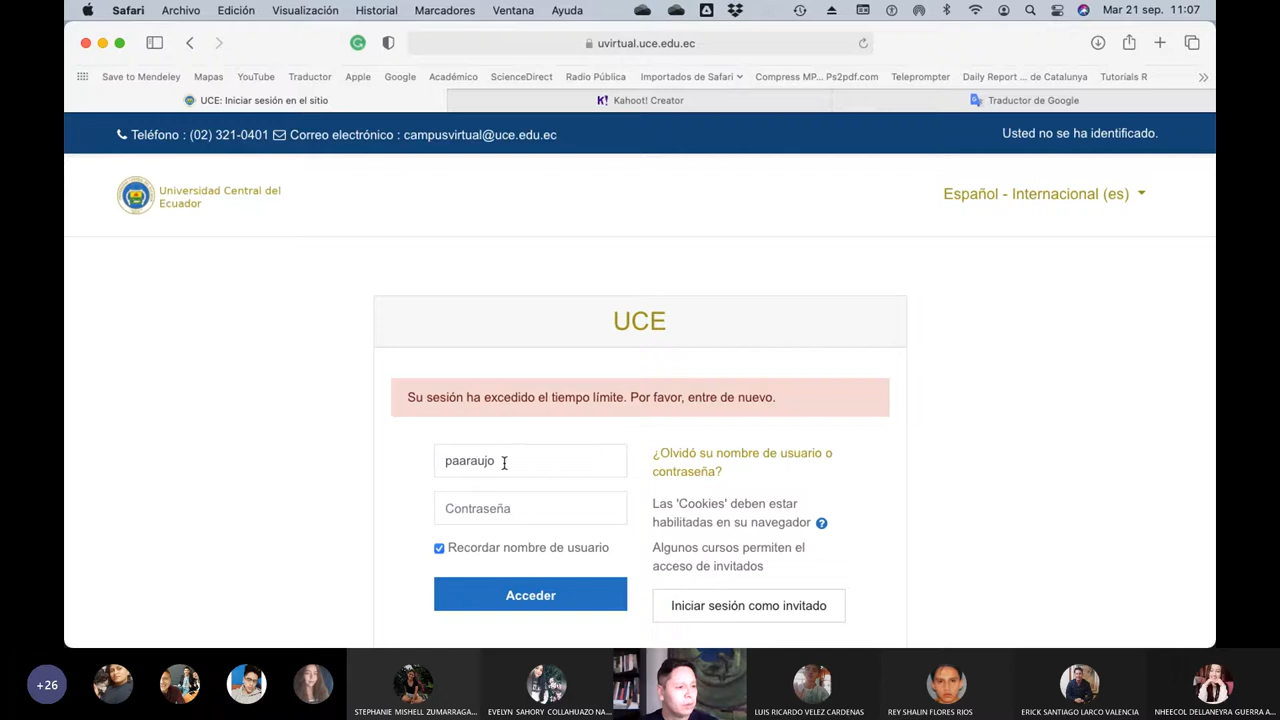 Safari Archivo Edición Visualización Historial Marcadores Ventana Ayuda Mar 21 sep. 11:07
uvirtual.uce.edu.ec
Save to Mendeley Mapas YouTube Traductor Apple Google Académico ScienceDirect Radio Pública Importados de Safari Compress MP... Ps2pdf.com Teleprompter Daily Report ... de Catalunya Tutorials R
UCE: Iniciar sesión en el sitio K! Kahoot! Creator Traductor de Google
Teléfono : (02) 321-0401 Correo electrónico : campusvirtual@uce.edu.ec Usted no se ha identificado.
Universidad Central del
Ecuador
Español - Internacional (es)
UCE
Su sesión ha excedido el tiempo límite. Por favor, entre de nuevo.
paaraujo
¿Olvidó su nombre de usuario o
contraseña?
Contraseña
Las 'Cookies' deben estar
habilitadas en su navegador ?
Recordar nombre de usuario
Algunos cursos permiten el
acceso de invitados
Acceder
Iniciar sesión como invitado
+26
STEPHANIE MISHELL ZUMARRAGA... EVELYN SAHORY COLLAHUAZO NA... LUIS RICARDO VELEZ CARDENAS REY SHALIN FLORES RIOS ERICK SANTIAGO LARCO VALENCIA NHEECOL DELLANEYRA GUERRA A...